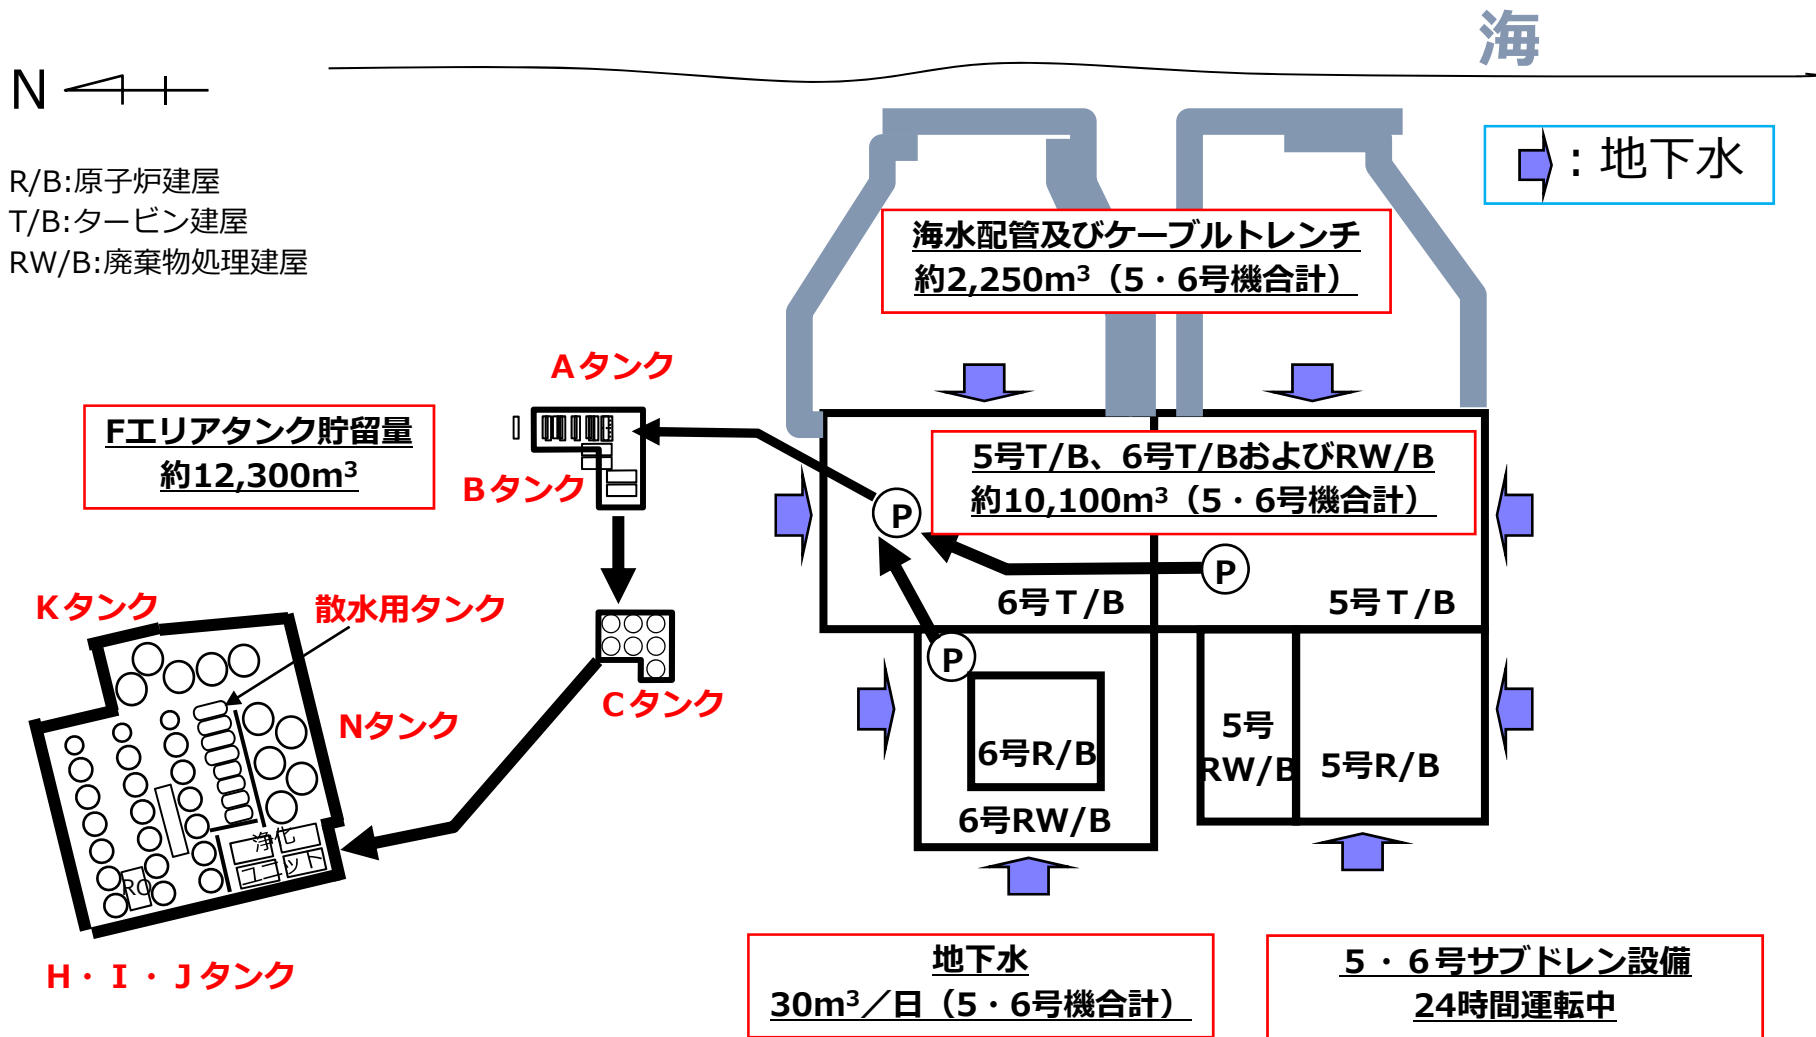 海
N
R/B:原子炉建屋
T/B:タービン建屋
RW/B:廃棄物処理建屋
：地下水
海水配管及びケーブルトレンチ
約2,250m³（5・6号機合計）
Aタンク
Fエリアタンク貯留量
約12,300m³
Bタンク
5号T/B、6号T/BおよびRW/B
約10,100m³（5・6号機合計）
P
P
6号T/B
5号T/B
Kタンク
散水用タンク
P
Cタンク
Nタンク
6号R/B
5号
RW/B
5号R/B
6号RW/B
浄化
ユニット
RO
H・I・Jタンク
地下水
30m³／日（5・6号機合計）
5・6号サブドレン設備
24時間運転中